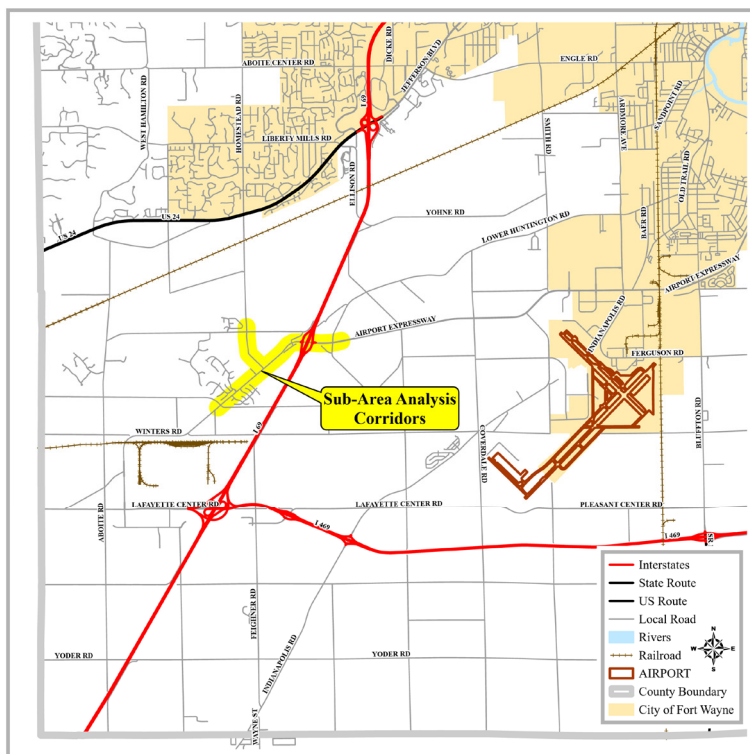 DICKE RD
JEFFERSON BLVD
ABOITE CENTER RD
ENGLE RD
WEST HAMILTON RD
HOMESTEAD RD
I 69
SMITH RD
ARDMORE AVE
SANDPOINT RD
LIBERTY MILLS RD
ELLISON RD
OLD TRAIL RD
US 24
US 24
YOHNE RD
LOWER HUNTINGTON RD
BAER RD
AIRPORT EXPRESSWAY
INDIANAPOLIS RD
AIRPORT EXPRESSWAY
FERGUSON RD
Sub-Area Analysis
Corridors
WINTERS RD
I 69
COVERDALE RD
BLUFFTON RD
ABOITE RD
LAFAYETTE CENTER RD
LAFAYETTE CENTER RD
PLEASANT CENTER RD
I 469
I 469
SR
FEIGHNER RD
INDIANAPOLIS RD
YODER RD
YODER RD
WAYNE ST
Interstates
State Route
US Route
Local Road
Rivers
Railroad
AIRPORT
County Boundary
City of Fort Wayne
N
W
E
S